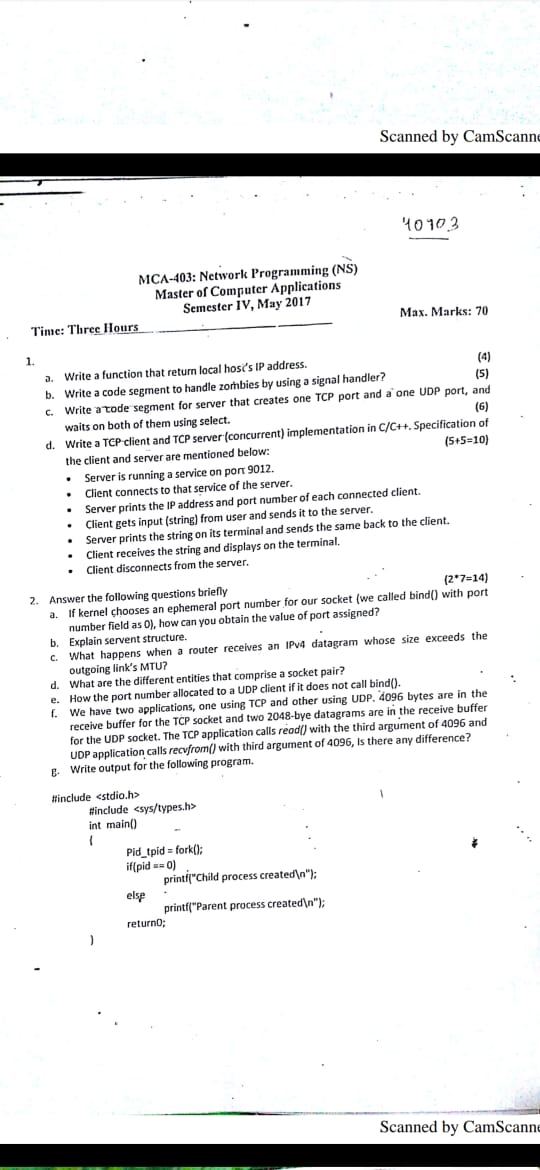 Scanned by CamScanne
40103
MCA-403: Network Programming (NS)
Master of Computer Applications
Semester IV, May 2017
Time: Three Hours
Max. Marks: 70
1.
a. Write a function that return local host's IP address. (4)
b. Write a code segment to handle zombies by using a signal handler? (5)
c. Write a code segment for server that creates one TCP port and a one UDP port, and
waits on both of them using select. (6)
d. Write a TCP client and TCP server (concurrent) implementation in C/C++. Specification of
the client and server are mentioned below: (5+5=10)
• Server is running a service on port 9012.
• Client connects to that service of the server.
• Server prints the IP address and port number of each connected client.
• Client gets input (string) from user and sends it to the server.
• Server prints the string on its terminal and sends the same back to the client.
• Client receives the string and displays on the terminal.
• Client disconnects from the server.
2. Answer the following questions briefly (2*7=14)
a. If kernel chooses an ephemeral port number for our socket (we called bind() with port
number field as 0), how can you obtain the value of port assigned?
b. Explain servent structure.
c. What happens when a router receives an IPv4 datagram whose size exceeds the
outgoing link's MTU?
d. What are the different entities that comprise a socket pair?
e. How the port number allocated to a UDP client if it does not call bind().
f. We have two applications, one using TCP and other using UDP. 4096 bytes are in the
receive buffer for the TCP socket and two 2048-bye datagrams are in the receive buffer
for the UDP socket. The TCP application calls read() with the third argument of 4096 and
UDP application calls recvfrom() with third argument of 4096, Is there any difference?
g. Write output for the following program.
#include <stdio.h>
#include <sys/types.h>
int main()
{
Pid_tpid = fork();
if(pid == 0)
printf("Child process created\n");
else
printf("Parent process created\n");
return0;
}
Scanned by CamScanne